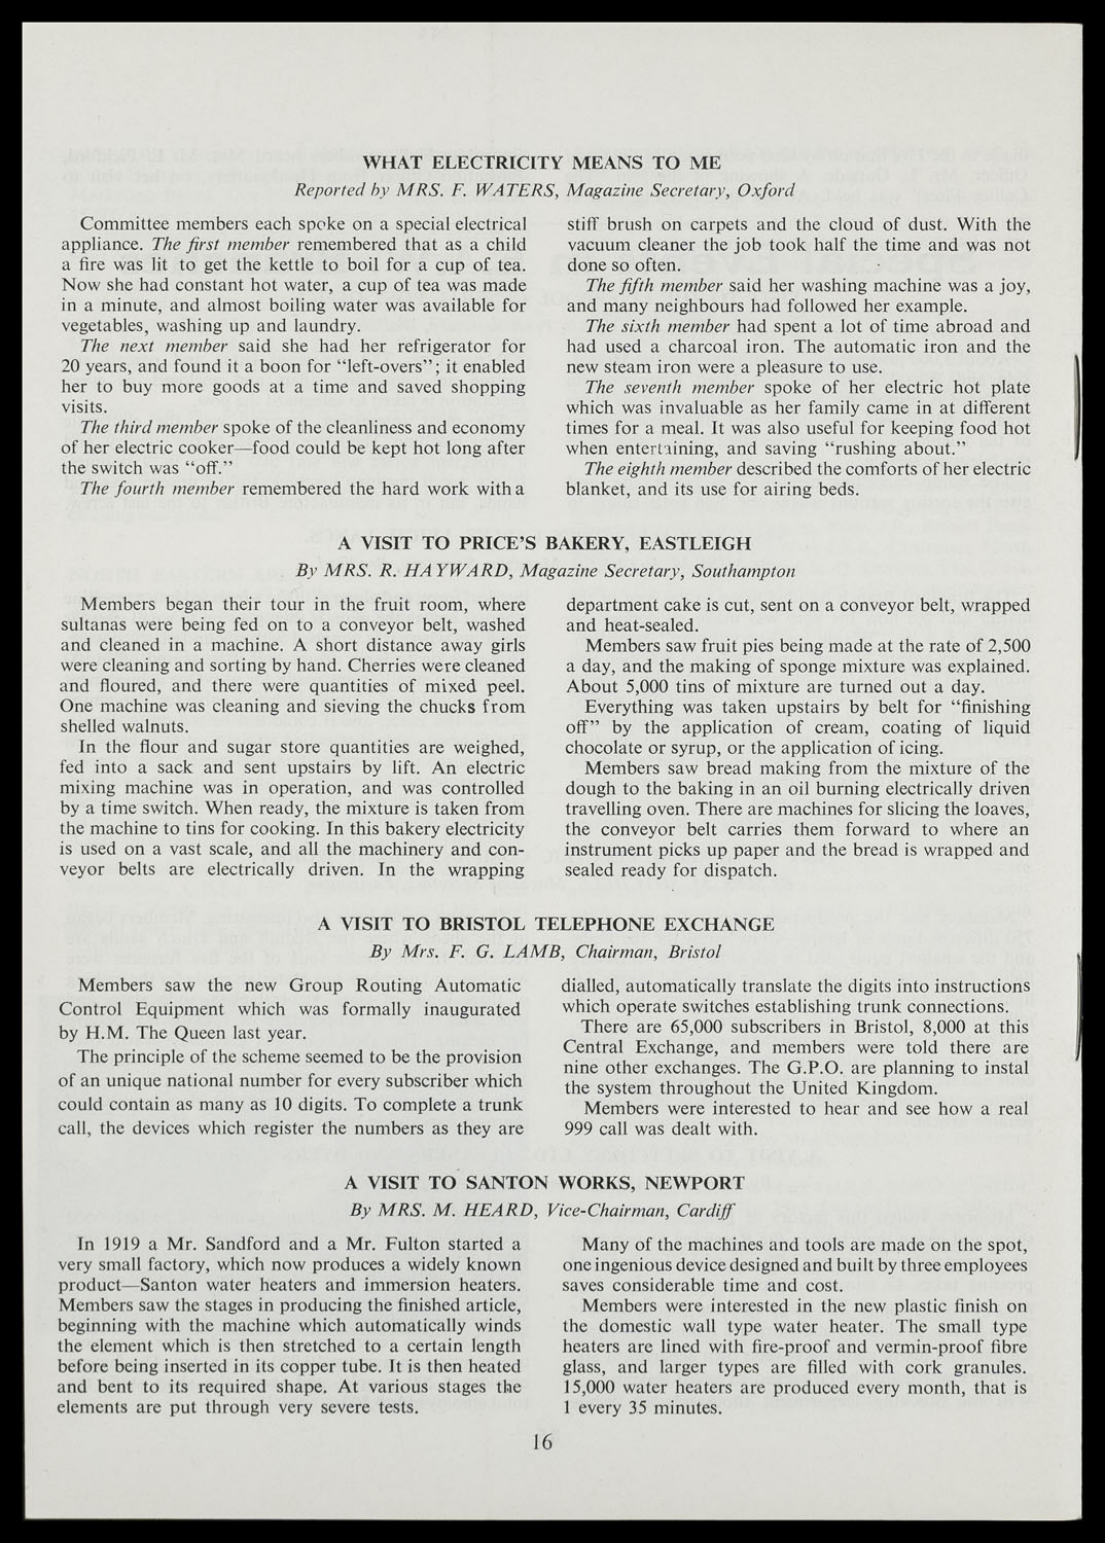 WHAT ELECTRICITY MEANS TO ME
Reported by MRS. F. WATERS, Magazine Secretary, Oxford
Committee members each spoke on a special electrical
appliance. The first member remembered that as a child
a fire was lit to get the kettle to boil for a cup of tea.
Now she had constant hot water, a cup of tea was made
in a minute, and almost boiling water was available for
vegetables, washing up and laundry.
The next member said she had her refrigerator for
20 years, and found it a boon for “left-overs”; it enabled
her to buy more goods at a time and saved shopping
visits.
The third member spoke of the cleanliness and economy
of her electric cooker—food could be kept hot long after
the switch was “off.”
The fourth member remembered the hard work with a
stiff brush on carpets and the cloud of dust. With the
vacuum cleaner the job took half the time and was not
done so often.
The fifth member said her washing machine was a joy,
and many neighbours had followed her example.
The sixth member had spent a lot of time abroad and
had used a charcoal iron. The automatic iron and the
new steam iron were a pleasure to use.
The seventh member spoke of her electric hot plate
which was invaluable as her family came in at different
times for a meal. It was also useful for keeping food hot
when entertaining, and saving “rushing about.”
The eighth member described the comforts of her electric
blanket, and its use for airing beds.
A VISIT TO PRICE’S BAKERY, EASTLEIGH
By MRS. R. HAYWARD, Magazine Secretary, Southampton
Members began their tour in the fruit room, where
sultanas were being fed on to a conveyor belt, washed
and cleaned in a machine. A short distance away girls
were cleaning and sorting by hand. Cherries were cleaned
and floured, and there were quantities of mixed peel.
One machine was cleaning and sieving the chucks from
shelled walnuts.
In the flour and sugar store quantities are weighed,
fed into a sack and sent upstairs by lift. An electric
mixing machine was in operation, and was controlled
by a time switch. When ready, the mixture is taken from
the machine to tins for cooking. In this bakery electricity
is used on a vast scale, and all the machinery and con-
veyor belts are electrically driven. In the wrapping
department cake is cut, sent on a conveyor belt, wrapped
and heat-sealed.
Members saw fruit pies being made at the rate of 2,500
a day, and the making of sponge mixture was explained.
About 5,000 tins of mixture are turned out a day.
Everything was taken upstairs by belt for “finishing
off” by the application of cream, coating of liquid
chocolate or syrup, or the application of icing.
Members saw bread making from the mixture of the
dough to the baking in an oil burning electrically driven
travelling oven. There are machines for slicing the loaves,
the conveyor belt carries them forward to where an
instrument picks up paper and the bread is wrapped and
sealed ready for dispatch.
A VISIT TO BRISTOL TELEPHONE EXCHANGE
By Mrs. F. G. LAMB, Chairman, Bristol
Members saw the new Group Routing Automatic
Control Equipment which was formally inaugurated
by H.M. The Queen last year.
The principle of the scheme seemed to be the provision
of an unique national number for every subscriber which
could contain as many as 10 digits. To complete a trunk
call, the devices which register the numbers as they are
dialled, automatically translate the digits into instructions
which operate switches establishing trunk connections.
There are 65,000 subscribers in Bristol, 8,000 at this
Central Exchange, and members were told there are
nine other exchanges. The G.P.O. are planning to instal
the system throughout the United Kingdom.
Members were interested to hear and see how a real
999 call was dealt with.
A VISIT TO SANTON WORKS, NEWPORT
By MRS. M. HEARD, Vice-Chairman, Cardiff
In 1919 a Mr. Sandford and a Mr. Fulton started a
very small factory, which now produces a widely known
product—Santon water heaters and immersion heaters.
Members saw the stages in producing the finished article,
beginning with the machine which automatically winds
the element which is then stretched to a certain length
before being inserted in its copper tube. It is then heated
and bent to its required shape. At various stages the
elements are put through very severe tests.
Many of the machines and tools are made on the spot,
one ingenious device designed and built by three employees
saves considerable time and cost.
Members were interested in the new plastic finish on
the domestic wall type water heater. The small type
heaters are lined with fire-proof and vermin-proof fibre
glass, and larger types are filled with cork granules.
15,000 water heaters are produced every month, that is
1 every 35 minutes.
16